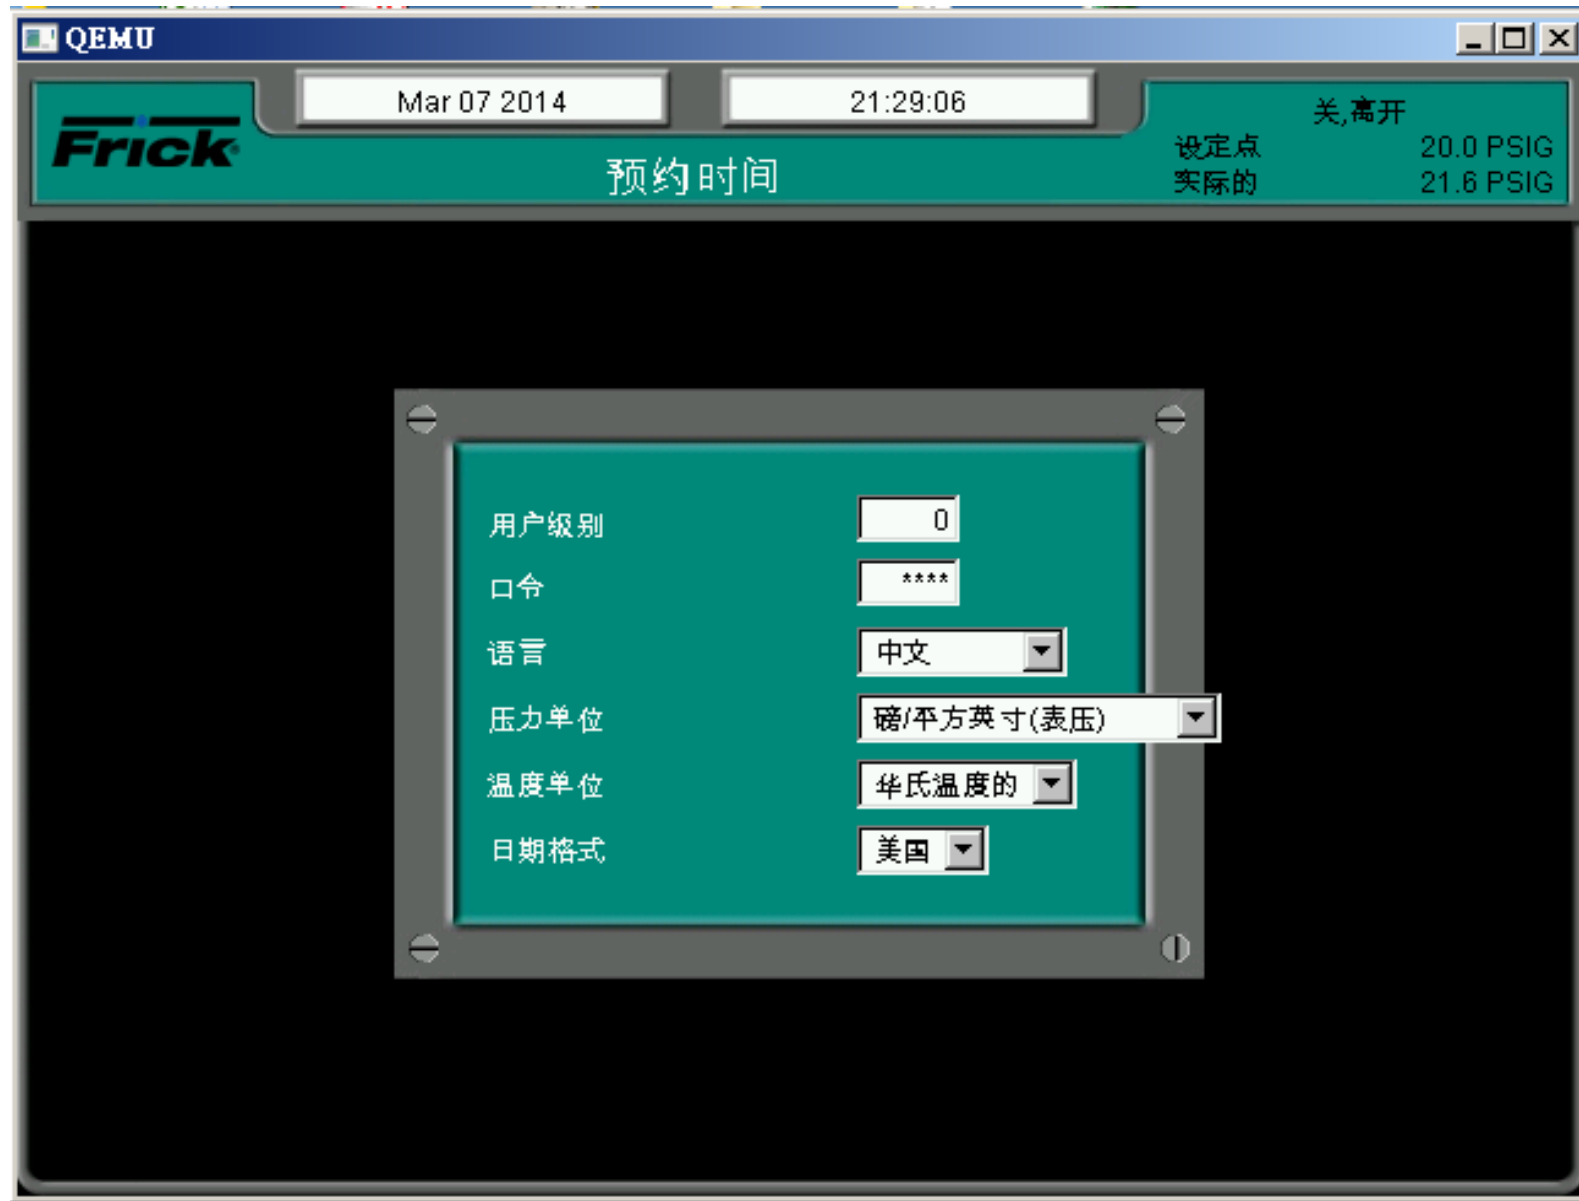 QEMU
Mar 07 2014
21:29:06
关,离开
Frick
预约时间
设定点 20.0 PSIG
实际的 21.6 PSIG
用户级别 0
口令 ****
语言 中文
压力单位 磅/平方英寸(表压)
温度单位 华氏温度的
日期格式 美国